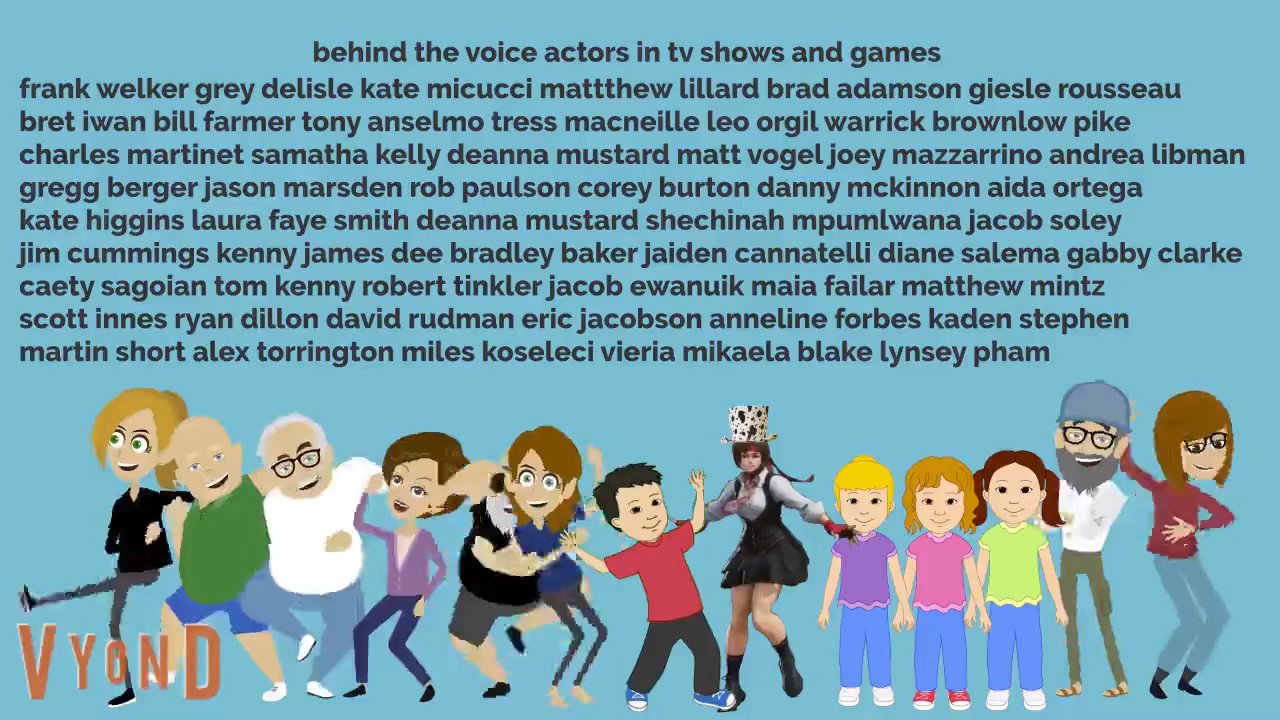 behind the voice actors in tv shows and games
frank welker grey delisle kate micucci mattthew lillard brad adamson giesle rousseau
bret iwan bill farmer tony anselmo tress macneille leo orgil warrick brownlow pike
charles martinet samatha kelly deanna mustard matt vogel joey mazzarrino andrea libman
gregg berger jason marsden rob paulson corey burton danny mckinnon aida ortega
kate higgins laura faye smith deanna mustard shechinah mpumlwana jacob soley
jim cummings kenny james dee bradley baker jaiden cannatelli diane salema gabby clarke
caety sagoian tom kenny robert tinkler jacob ewanuik maia failar matthew mintz
scott innes ryan dillon david rudman eric jacobson anneline forbes kaden stephen
martin short alex torrington miles koseleci vieria mikaela blake lynsey pham
VYOND